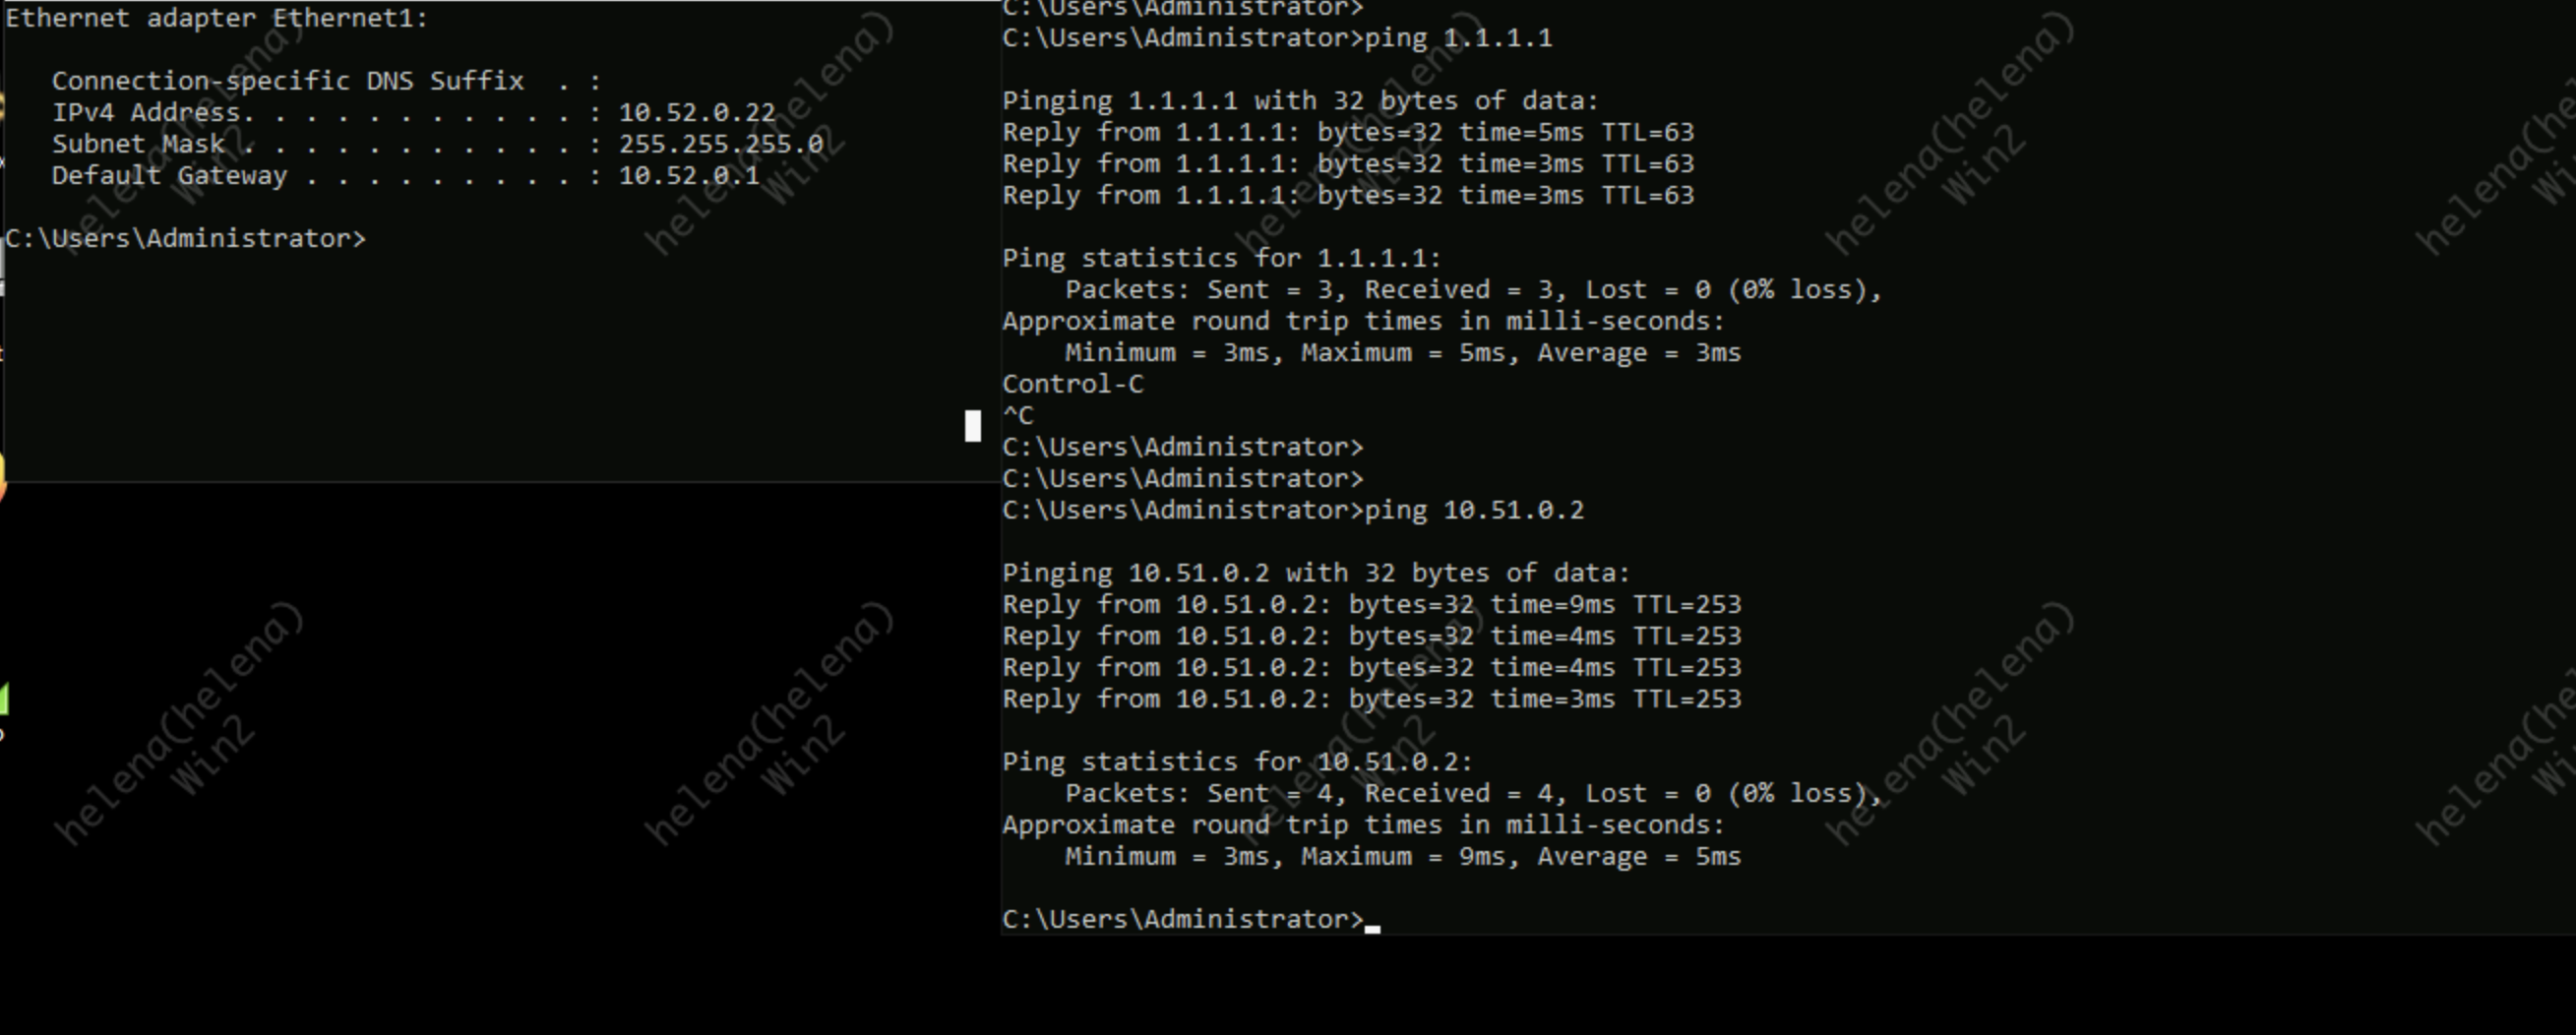 Ethernet adapter Ethernet1:
Connection-specific DNS Suffix . :
IPv4 Address. . . . . . . . . . . : 10.52.0.22
Subnet Mask . . . . . . . . . . . : 255.255.255.0
Default Gateway . . . . . . . . . : 10.52.0.1
C:\Users\Administrator>
C:\Users\Administrator>
C:\Users\Administrator>ping 1.1.1.1
Pinging 1.1.1.1 with 32 bytes of data:
Reply from 1.1.1.1: bytes=32 time=5ms TTL=63
Reply from 1.1.1.1: bytes=32 time=3ms TTL=63
Reply from 1.1.1.1: bytes=32 time=3ms TTL=63
Ping statistics for 1.1.1.1:
Packets: Sent = 3, Received = 3, Lost = 0 (0% loss),
Approximate round trip times in milli-seconds:
Minimum = 3ms, Maximum = 5ms, Average = 3ms
Control-C
^C
C:\Users\Administrator>
C:\Users\Administrator>
C:\Users\Administrator>ping 10.51.0.2
Pinging 10.51.0.2 with 32 bytes of data:
Reply from 10.51.0.2: bytes=32 time=9ms TTL=253
Reply from 10.51.0.2: bytes=32 time=4ms TTL=253
Reply from 10.51.0.2: bytes=32 time=4ms TTL=253
Reply from 10.51.0.2: bytes=32 time=3ms TTL=253
Ping statistics for 10.51.0.2:
Packets: Sent = 4, Received = 4, Lost = 0 (0% loss),
Approximate round trip times in milli-seconds:
Minimum = 3ms, Maximum = 9ms, Average = 5ms
C:\Users\Administrator>
helena(helena)
Win2
helena(helena)
Win2
helena(helena)
Win2
helena(helena)
Win2
helena(helena)
Win2
helena(helena)
Win2
helena(helena)
Win2
helena(helena)
Win2